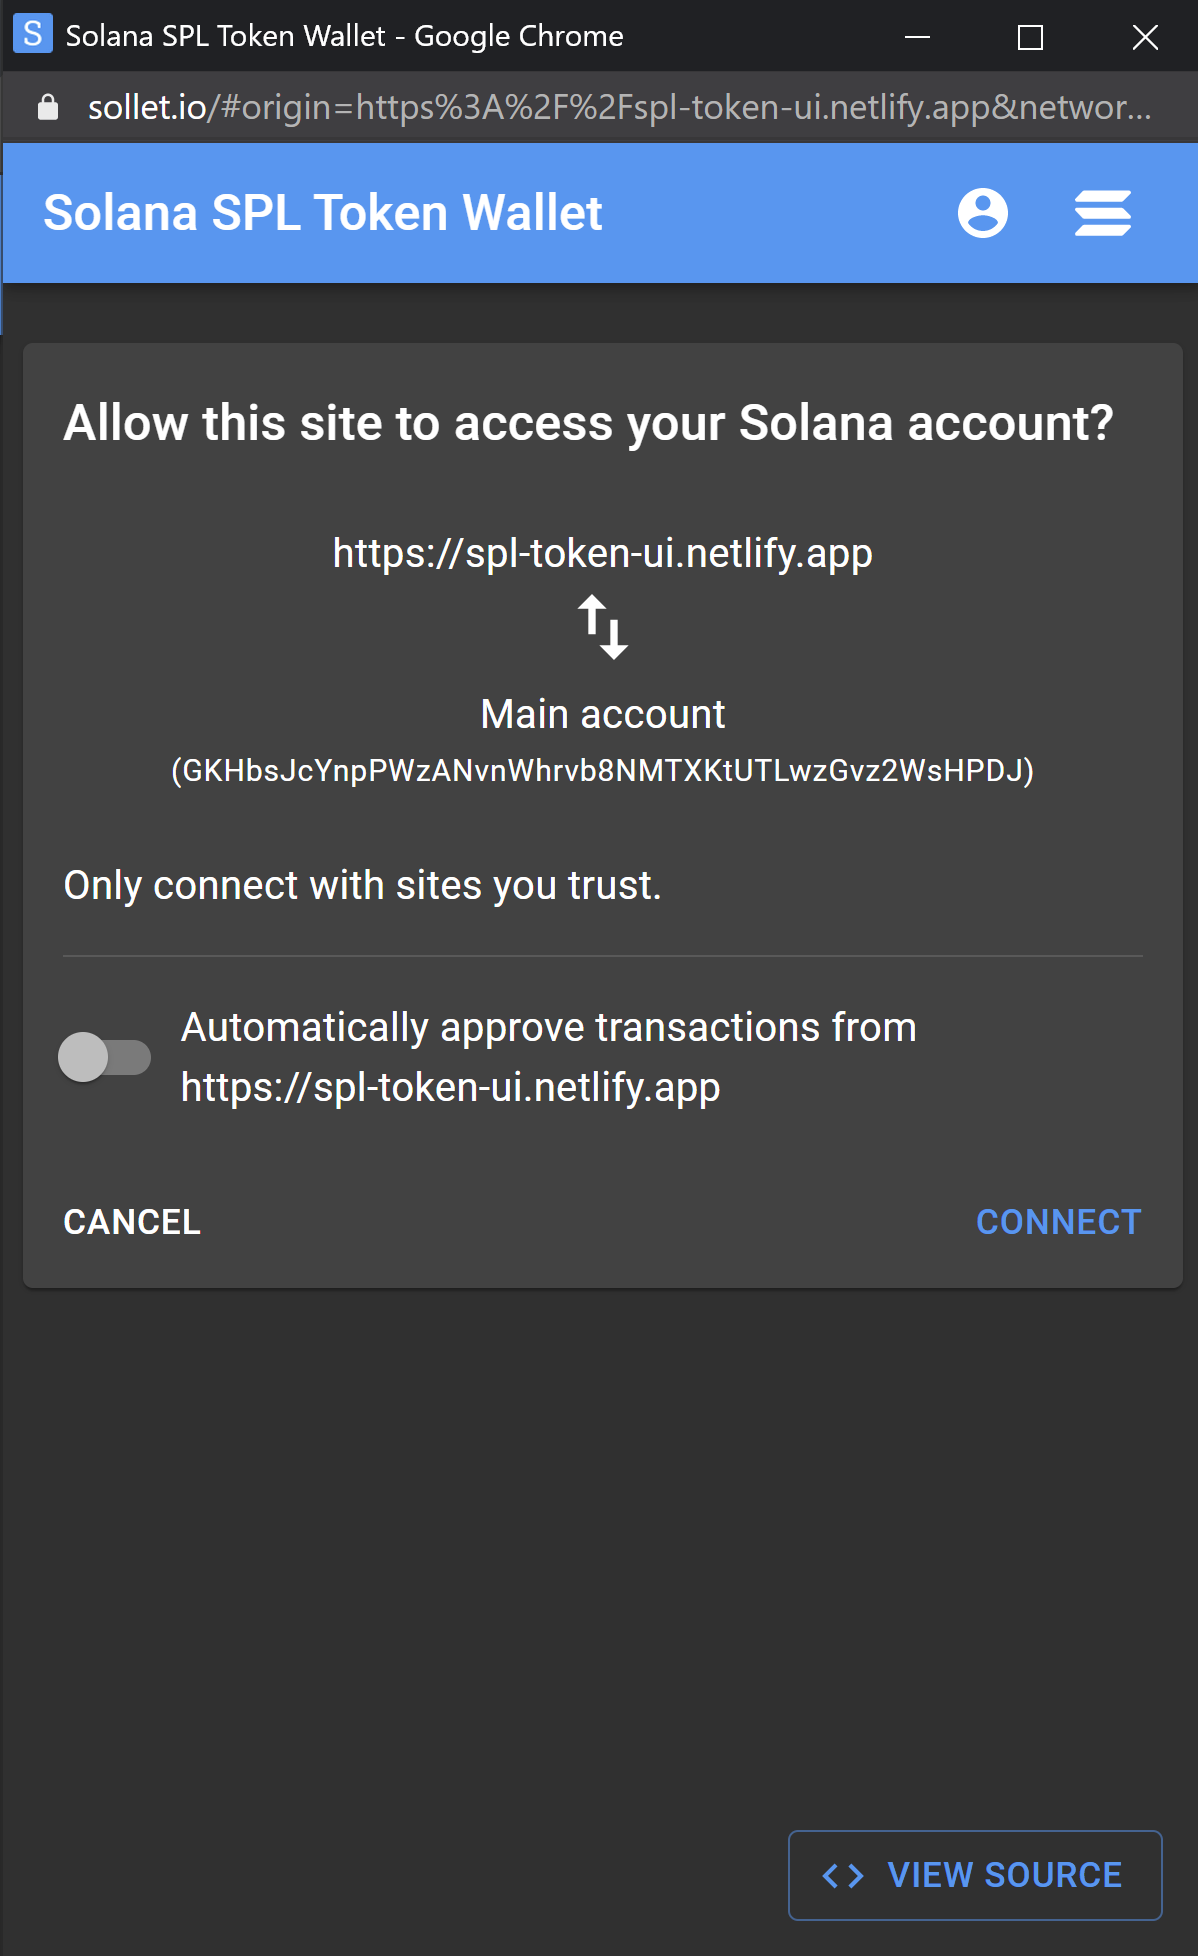 S Solana SPL Token Wallet - Google Chrome
sollet.io/#origin=https%3A%2F%2Fspl-token-ui.netlify.app&networ...
Solana SPL Token Wallet
Allow this site to access your Solana account?
https://spl-token-ui.netlify.app
Main account
(GKHbsJcYnpPWzANvnWhrvb8NMTXKtUTLwzGvz2WsHPDJ)
Only connect with sites you trust.
Automatically approve transactions from
https://spl-token-ui.netlify.app
CANCEL CONNECT
<> VIEW SOURCE